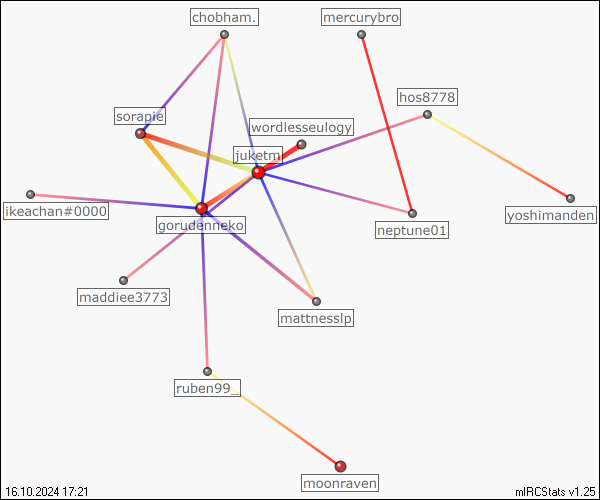 chobham.
mercurybro
hos8778
sorapie
wordlesseulogy
juketm
ikeachan#0000
gorudenneko
neptune01
yoshimanden
maddiee3773
mattnesslp
ruben99_
moonraven
16.10.2024 17:21
mIRCStats v1.25